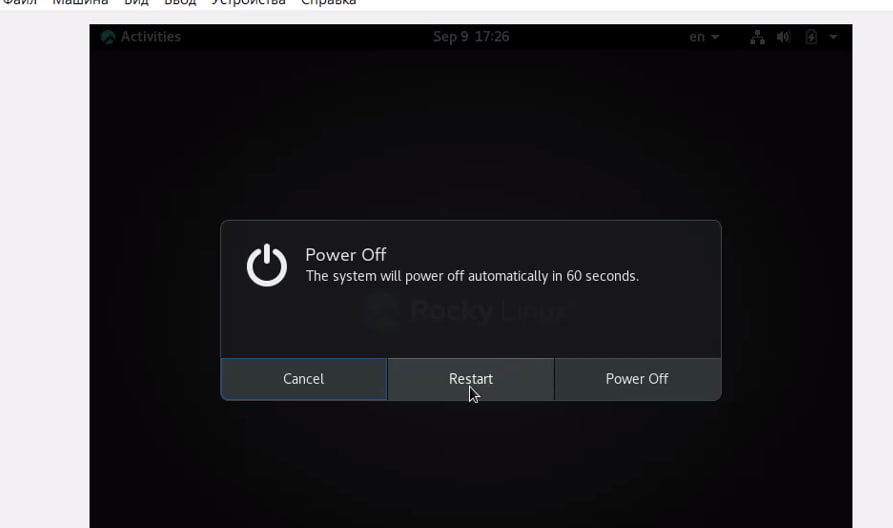 Файл Машина Вид Ввод Устройства Справка
Activities Sep 9 17:26 en
Power Off
The system will power off automatically in 60 seconds.
Rocky Linux
Cancel Restart Power Off